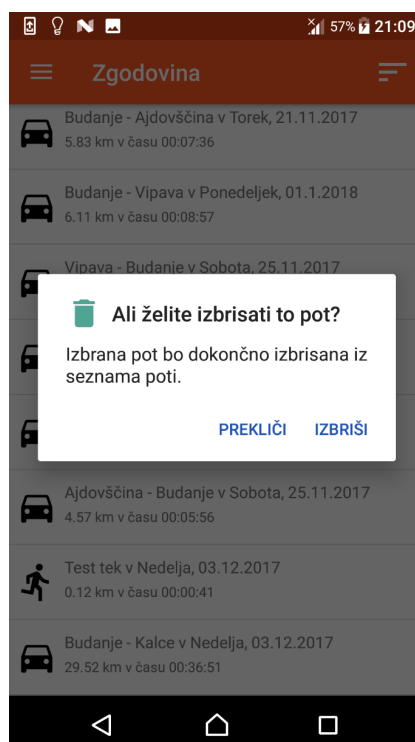 57% 21:09
Zgodovina
Budanje - Ajdovščina v Torek, 21.11.2017
5.83 km v času 00:07:36
Budanje - Vipava v Ponedeljek, 01.1.2018
6.11 km v času 00:08:57
Vipava - Budanje v Sobota, 25.11.2017
Ali želite izbrisati to pot?
Izbrana pot bo dokončno izbrisana iz
seznama poti.
PREKLIČI IZBRIŠI
Ajdovščina - Budanje v Sobota, 25.11.2017
4.57 km v času 00:05:56
Test tek v Nedelja, 03.12.2017
0.12 km v času 00:00:41
Budanje - Kalce v Nedelja, 03.12.2017
29.52 km v času 00:36:51